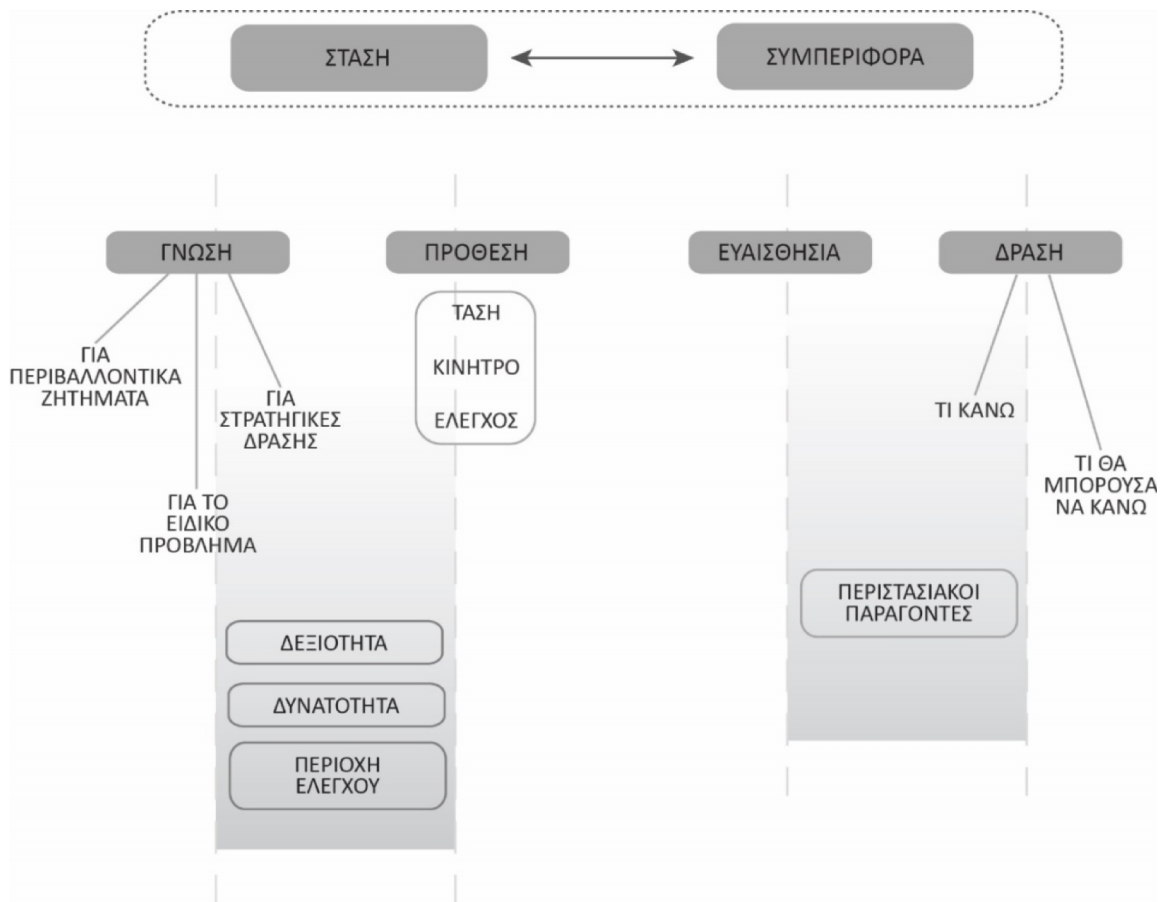 ΣΤΑΣΗ
ΣΥΜΠΕΡΙΦΟΡΑ
ΓΝΩΣΗ
ΠΡΟΘΕΣΗ
ΕΥΑΙΣΘΗΣΙΑ
ΔΡΑΣΗ
ΓΙΑ
ΠΕΡΙΒΑΛΛΟΝΤΙΚΑ
ΖΗΤΗΜΑΤΑ
ΓΙΑ ΤΟ
ΕΙΔΙΚΟ
ΠΡΟΒΛΗΜΑ
ΓΙΑ
ΣΤΡΑΤΗΓΙΚΕΣ
ΔΡΑΣΗΣ
ΤΑΣΗ
ΚΙΝΗΤΡΟ
ΕΛΕΓΧΟΣ
ΤΙ ΚΑΝΩ
ΤΙ ΘΑ
ΜΠΟΡΟΥΣΑ
ΝΑ ΚΑΝΩ
ΔΕΞΙΟΤΗΤΑ
ΔΥΝΑΤΟΤΗΤΑ
ΠΕΡΙΟΧΗ
ΕΛΕΓΧΟΥ
ΠΕΡΙΣΤΑΣΙΑΚΟΙ
ΠΑΡΑΓΟΝΤΕΣ